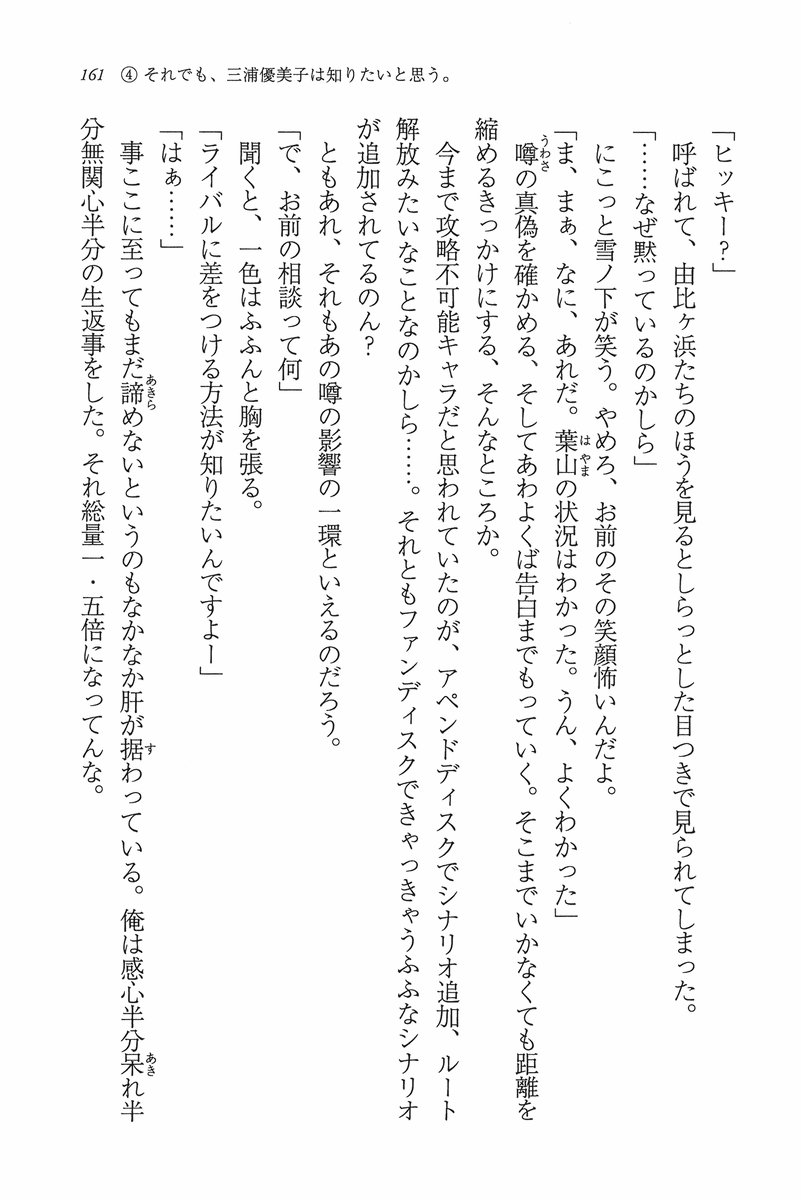 161 ④ それでも、三浦優美子は知りたいと思う。
「ヒッキー？」
呼ばれて、由比ヶ浜たちのほうを見るとしらっとした目つきで見られてしまった。
「……なぜ黙っているのかしら」
にこっと雪ノ下が笑う。やめろ、お前のその笑顔怖いんだよ。
「ま、まぁ、なに、あれだ。葉山の状況はわかった。うん、よくわかった」
噂の真偽を確かめる、そしてあわよくば告白までもっていく。そこまでいかなくても距離を
縮めるきっかけにする、そんなところか。
今まで攻略不可能キャラだと思われていたのが、アペンドディスクでシナリオ追加、ルート
解放みたいなことなのかしら……。それともファンディスクできゃっきゃうふふなシナリオ
が追加されてるのん？
ともあれ、それもあの噂の影響の一環といえるのだろう。
「で、お前の相談って何」
聞くと、一色はふふんと胸を張る。
「ライバルに差をつける方法が知りたいんですよー」
「はぁ……」
事ここに至ってもまだ諦めないというのもなかなか肝が据わっている。俺は感心半分呆れ半
分無関心半分の生返事をした。それ総量一・五倍になってんな。